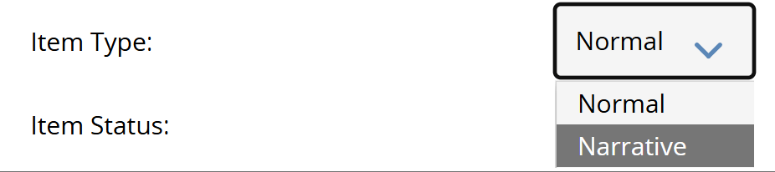 Item Type: Normal
Normal
Item Status:
Narrative